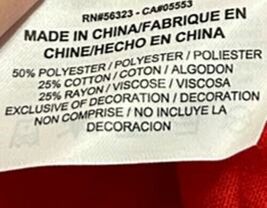 RN#56323 - CA#05553
MADE IN CHINA/FABRIQUE EN
CHINE/HECHO EN CHINA
50% POLYESTER / POLYESTER / POLIESTER
25% COTTON / COTON / ALGODON
25% RAYON / VISCOSE / VISCOSA
EXCLUSIVE OF DECORATION / DECORATION
NON COMPRISE / NO INCLUYE LA
DECORACION